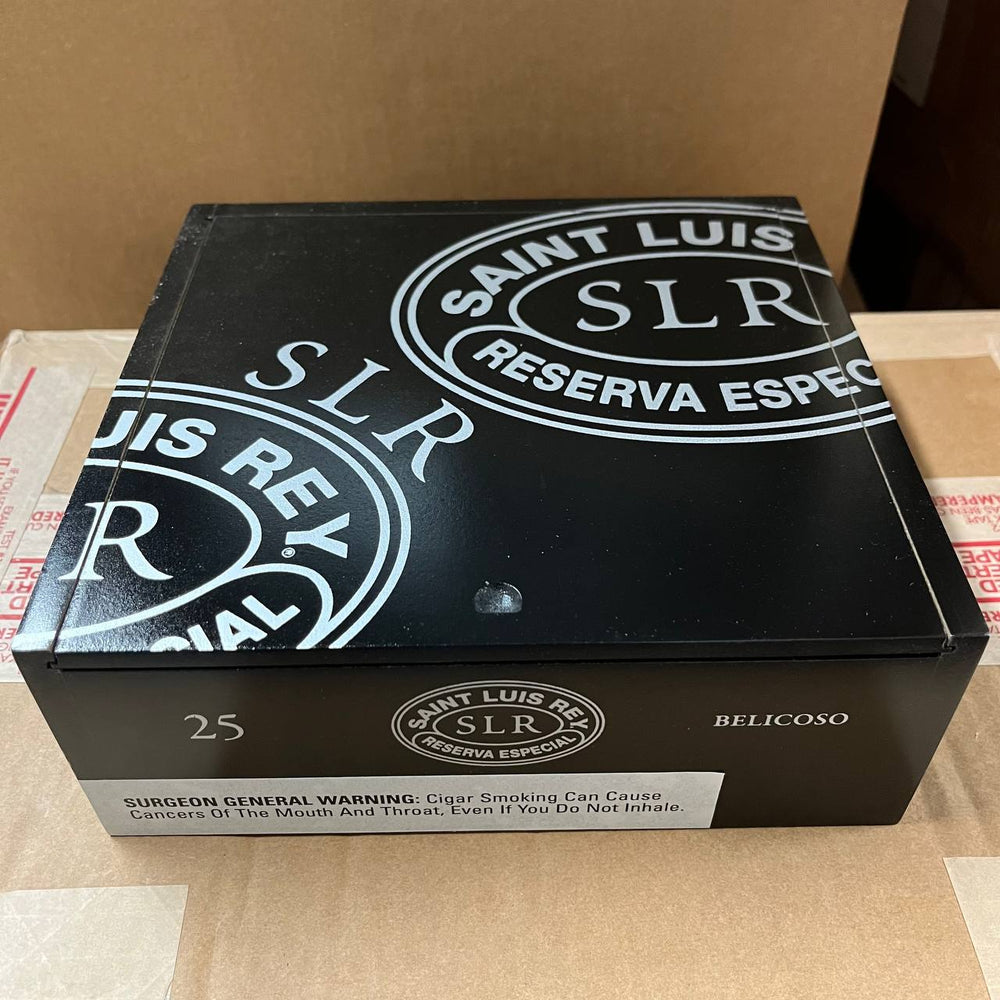 SAINT LUIS
SLR
RESERVA ESPEC
SLR
UIS REY®
R
CIAL
25
SAINT LUIS REY
SLR
RESERVA ESPECIAL
BELICOSO
SURGEON GENERAL WARNING: Cigar Smoking Can Cause
Cancers Of The Mouth And Throat, Even If You Do Not Inhale.